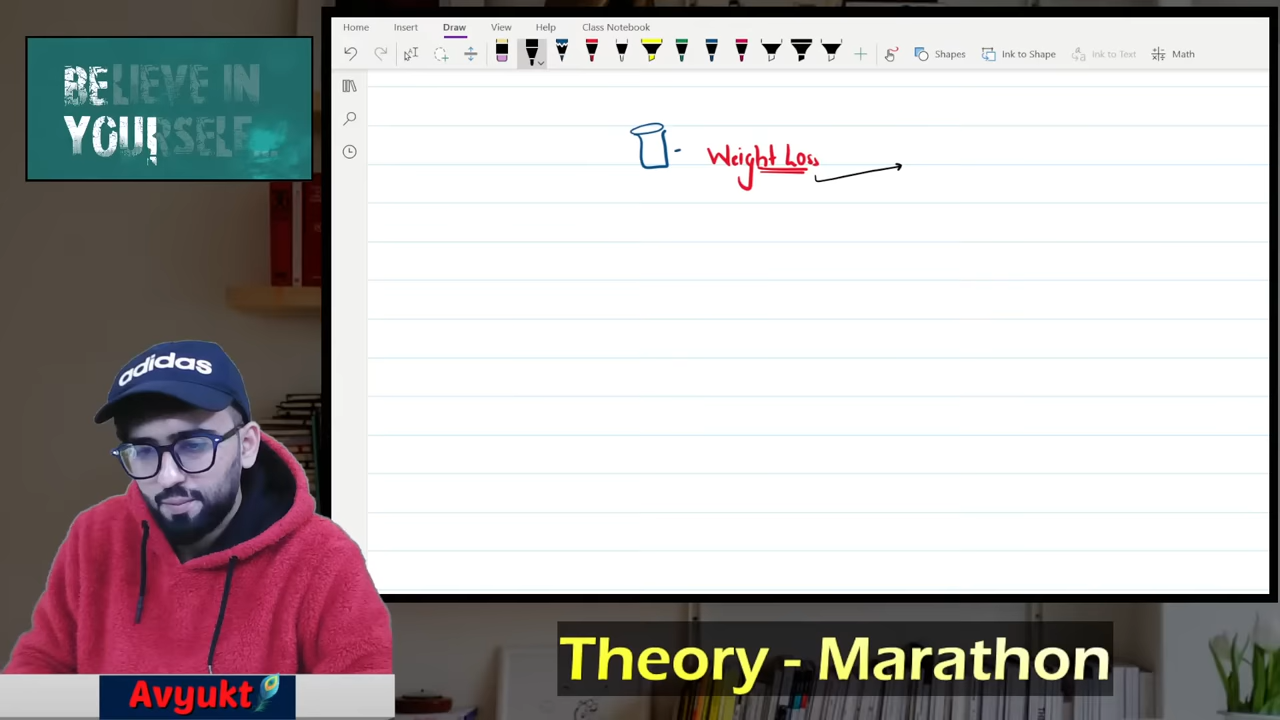 Home Insert Draw View Help Class Notebook
Shapes Ink to Shape Ink to Text Math
BELIEVE IN
YOURSELF...
Weight Loss
adidas
Theory - Marathon
Avyukt